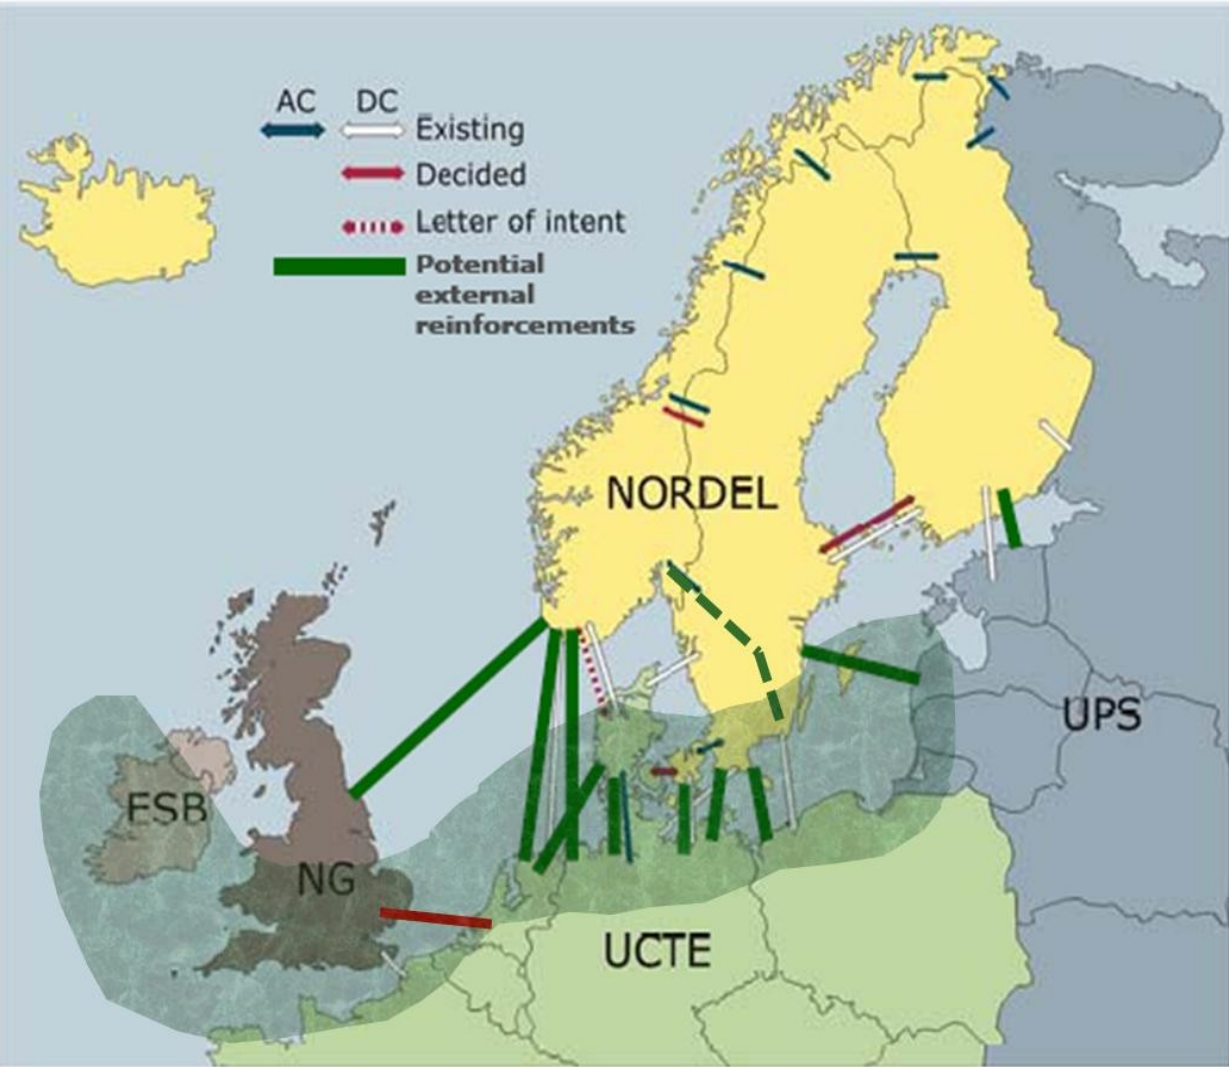 AC DC
Existing
Decided
Letter of intent
Potential
external
reinforcements
NORDEL
UPS
ESB
NG
UCTE